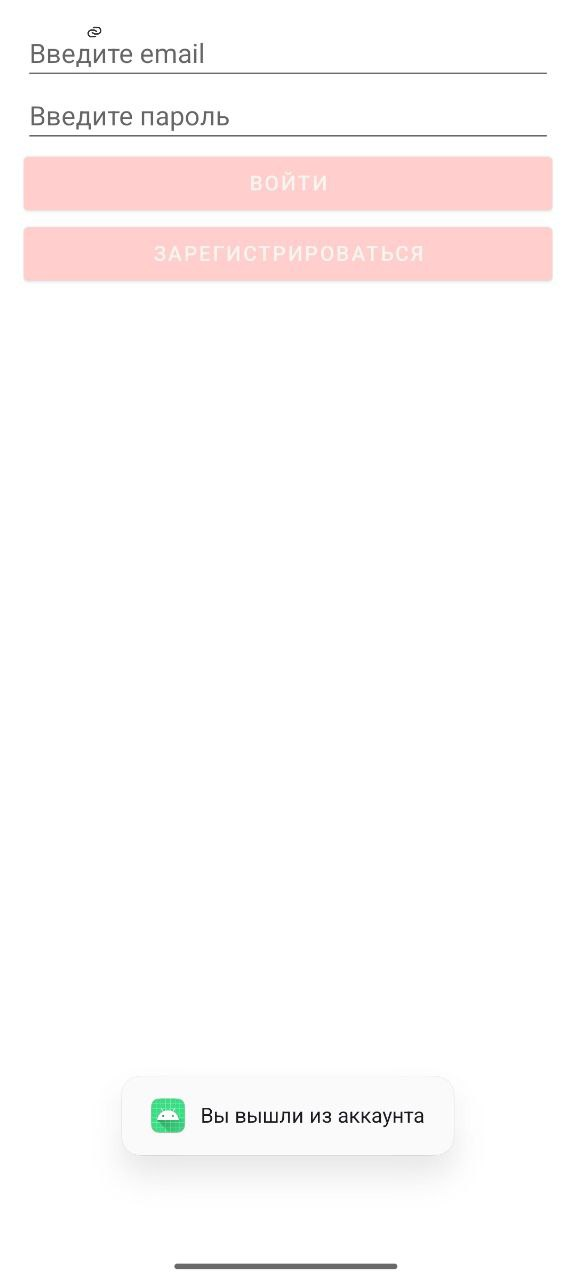 Введите email
Введите пароль
ВОЙТИ
ЗАРЕГИСТРИРОВАТЬСЯ
Вы вышли из аккаунта